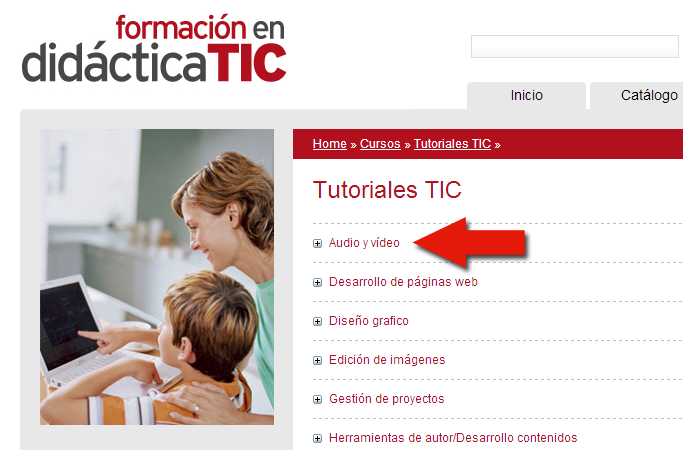 formación en
didácticaTIC
Inicio
Catálogo
Home » Cursos » Tutoriales TIC »
Tutoriales TIC
Audio y vídeo
Desarrollo de páginas web
Diseño grafico
Edición de imágenes
Gestión de proyectos
Herramientas de autor/Desarrollo contenidos